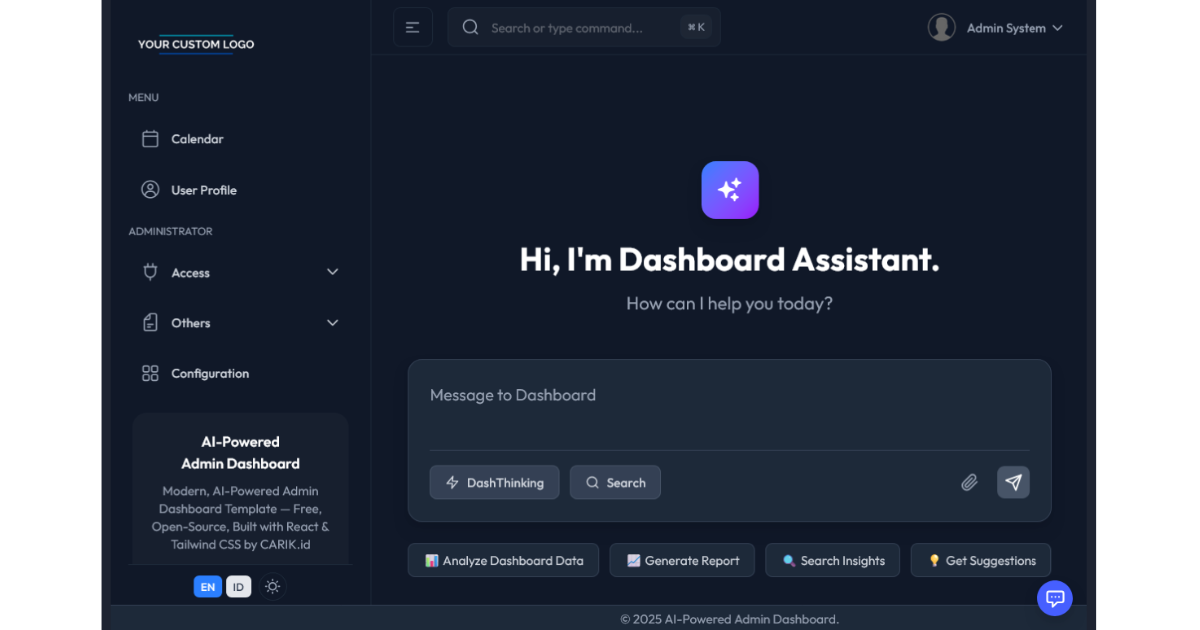 YOUR CUSTOM LOGO
MENU
Calendar
User Profile
ADMINISTRATOR
Access
Others
Configuration
AI-Powered
Admin Dashboard
Modern, AI-Powered Admin
Dashboard Template — Free,
Open-Source, Built with React &
Tailwind CSS by CARIK.id
EN ID
Search or type command... ⌘ K
Admin System
Hi, I'm Dashboard Assistant.
How can I help you today?
Message to Dashboard
DashThinking Search
Analyze Dashboard Data Generate Report Search Insights Get Suggestions
© 2025 AI-Powered Admin Dashboard.